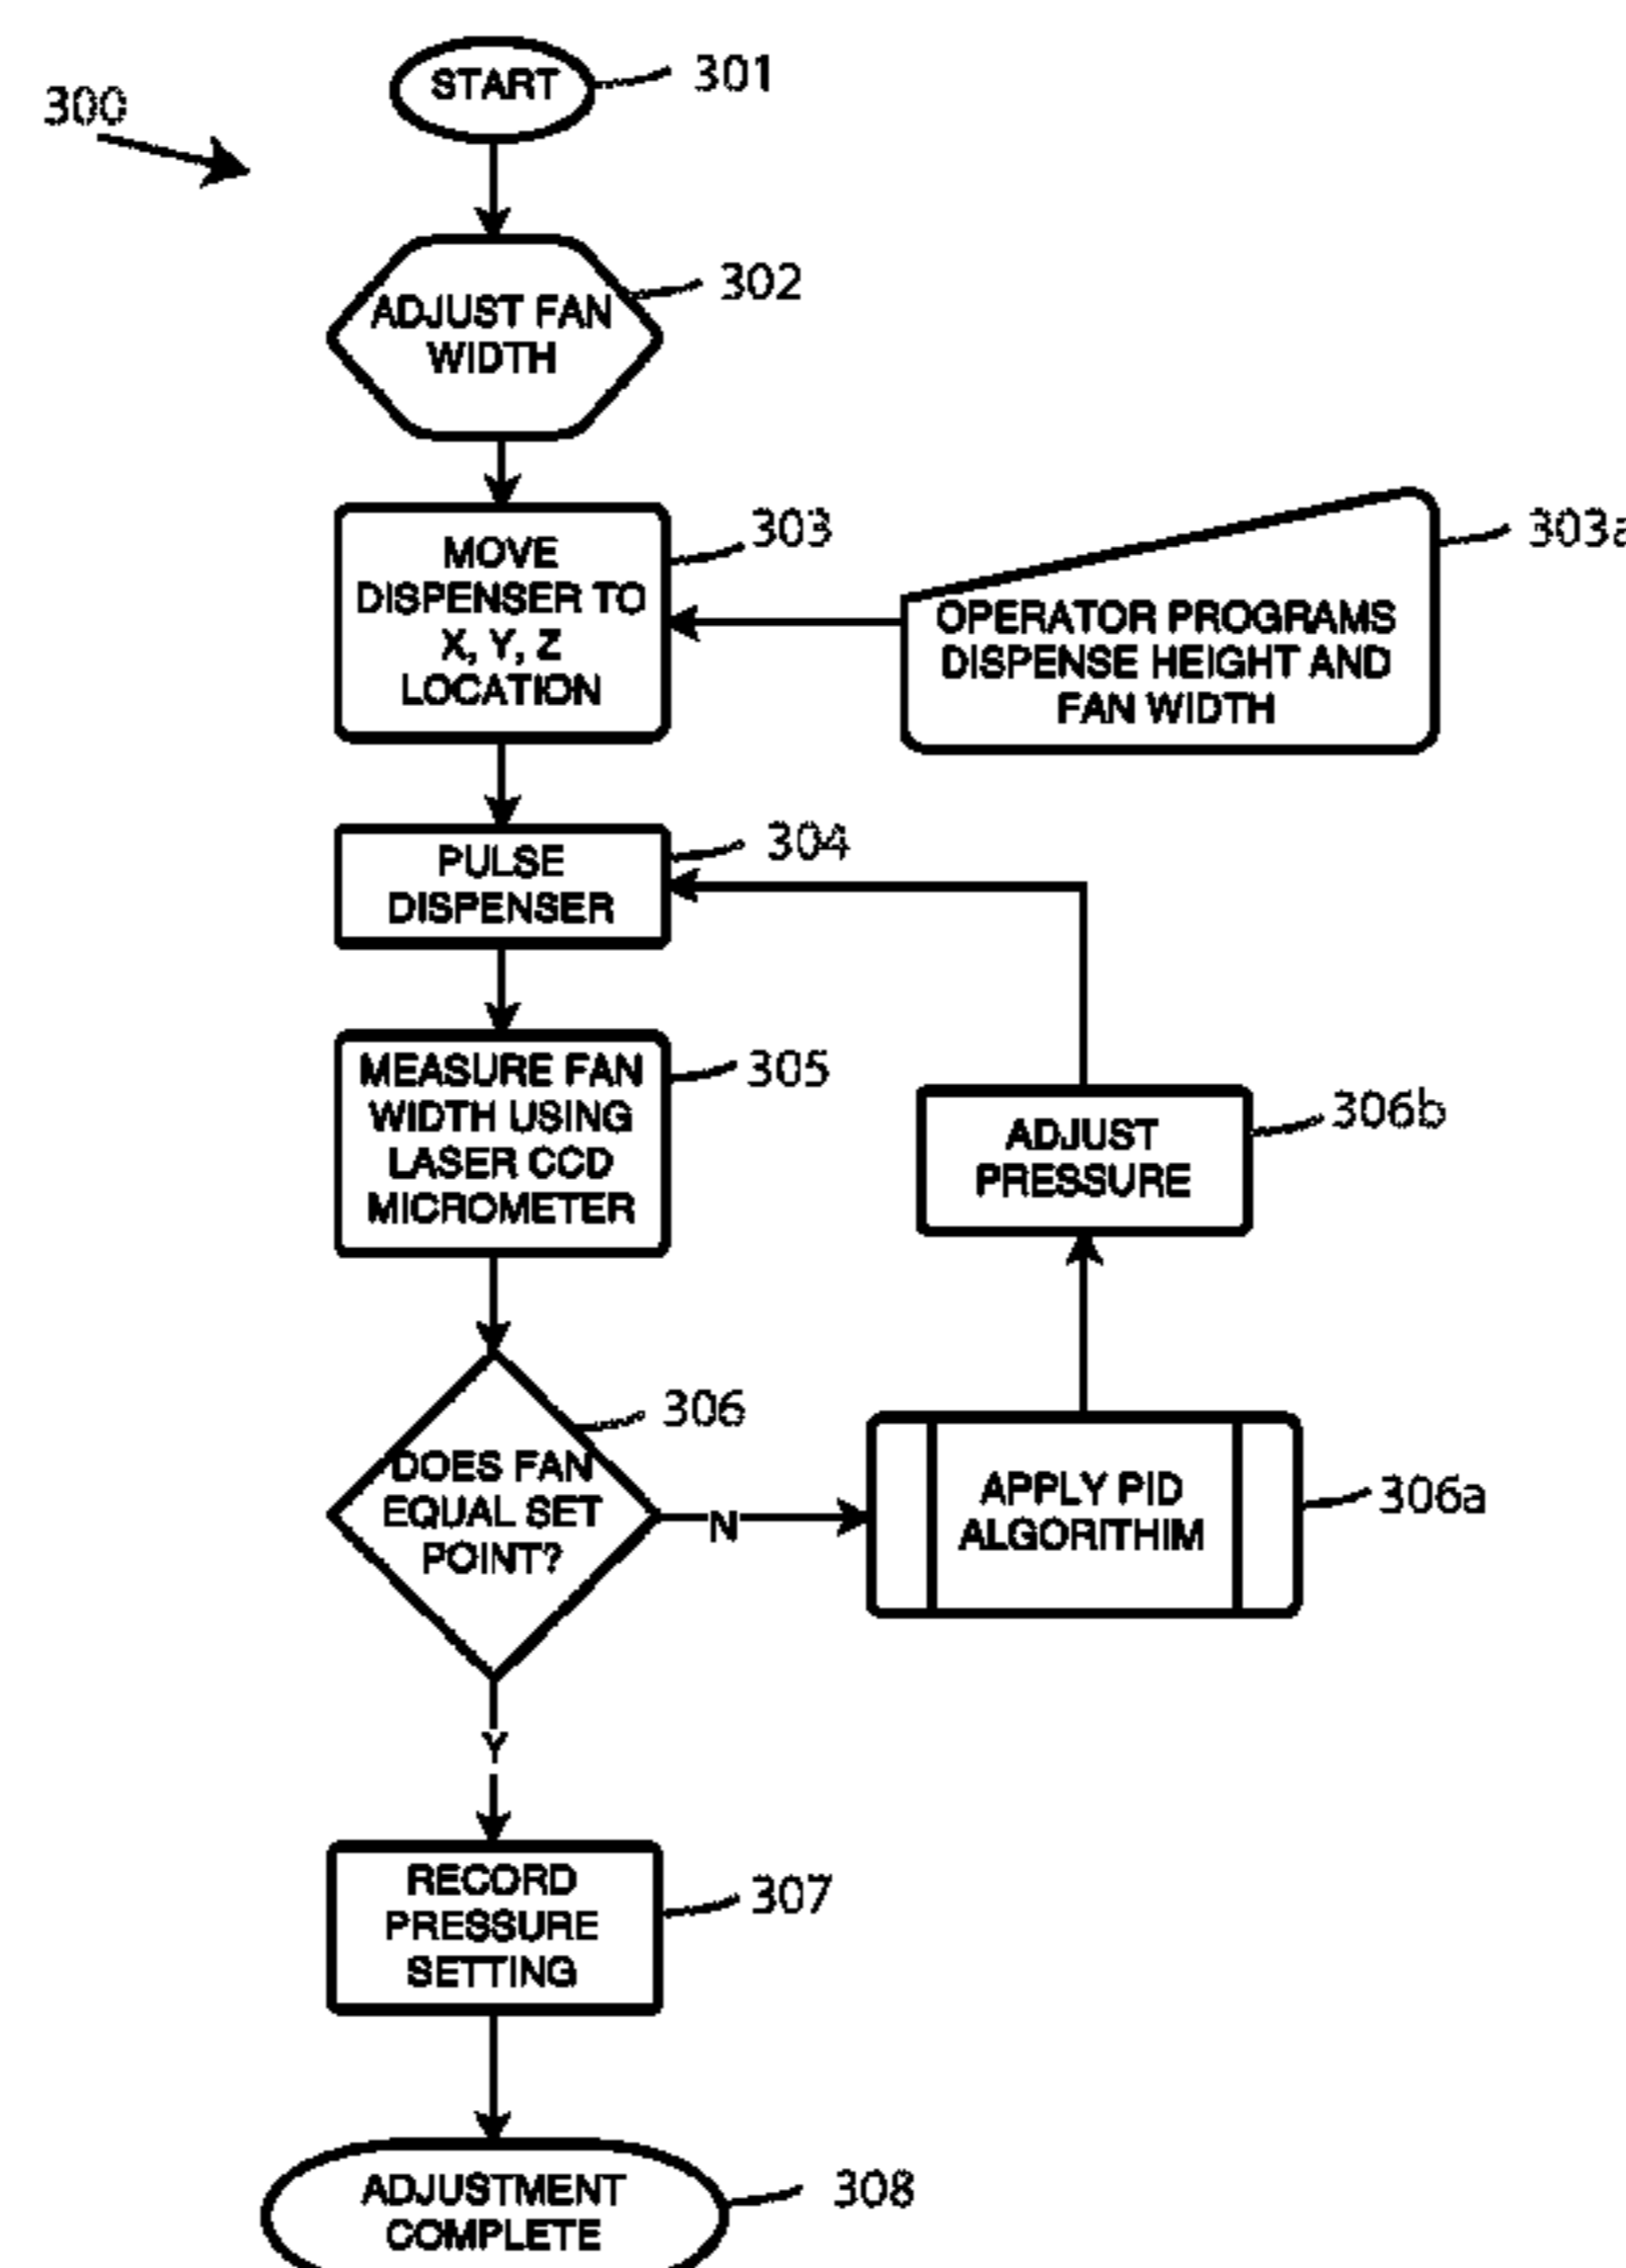 300
START
301
ADJUST FAN
WIDTH
302
MOVE
DISPENSER TO
X, Y, Z
LOCATION
303
OPERATOR PROGRAMS
DISPENSE HEIGHT AND
FAN WIDTH
303a
PULSE
DISPENSER
304
MEASURE FAN
WIDTH USING
LASER CCD
MICROMETER
305
ADJUST
PRESSURE
306b
DOES FAN
EQUAL SET
POINT?
306
N
APPLY PID
ALGORITHIM
306a
Y
RECORD
PRESSURE
SETTING
307
ADJUSTMENT
COMPLETE
308